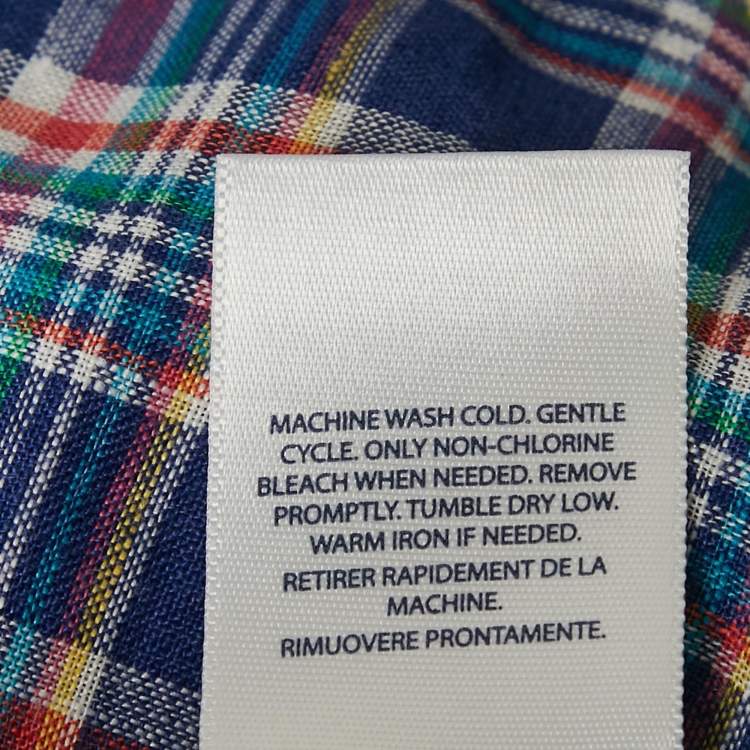 MACHINE WASH COLD. GENTLE
CYCLE. ONLY NON-CHLORINE
BLEACH WHEN NEEDED. REMOVE
PROMPTLY. TUMBLE DRY LOW.
WARM IRON IF NEEDED.
RETIRER RAPIDEMENT DE LA
MACHINE.
RIMUOVERE PRONTAMENTE.